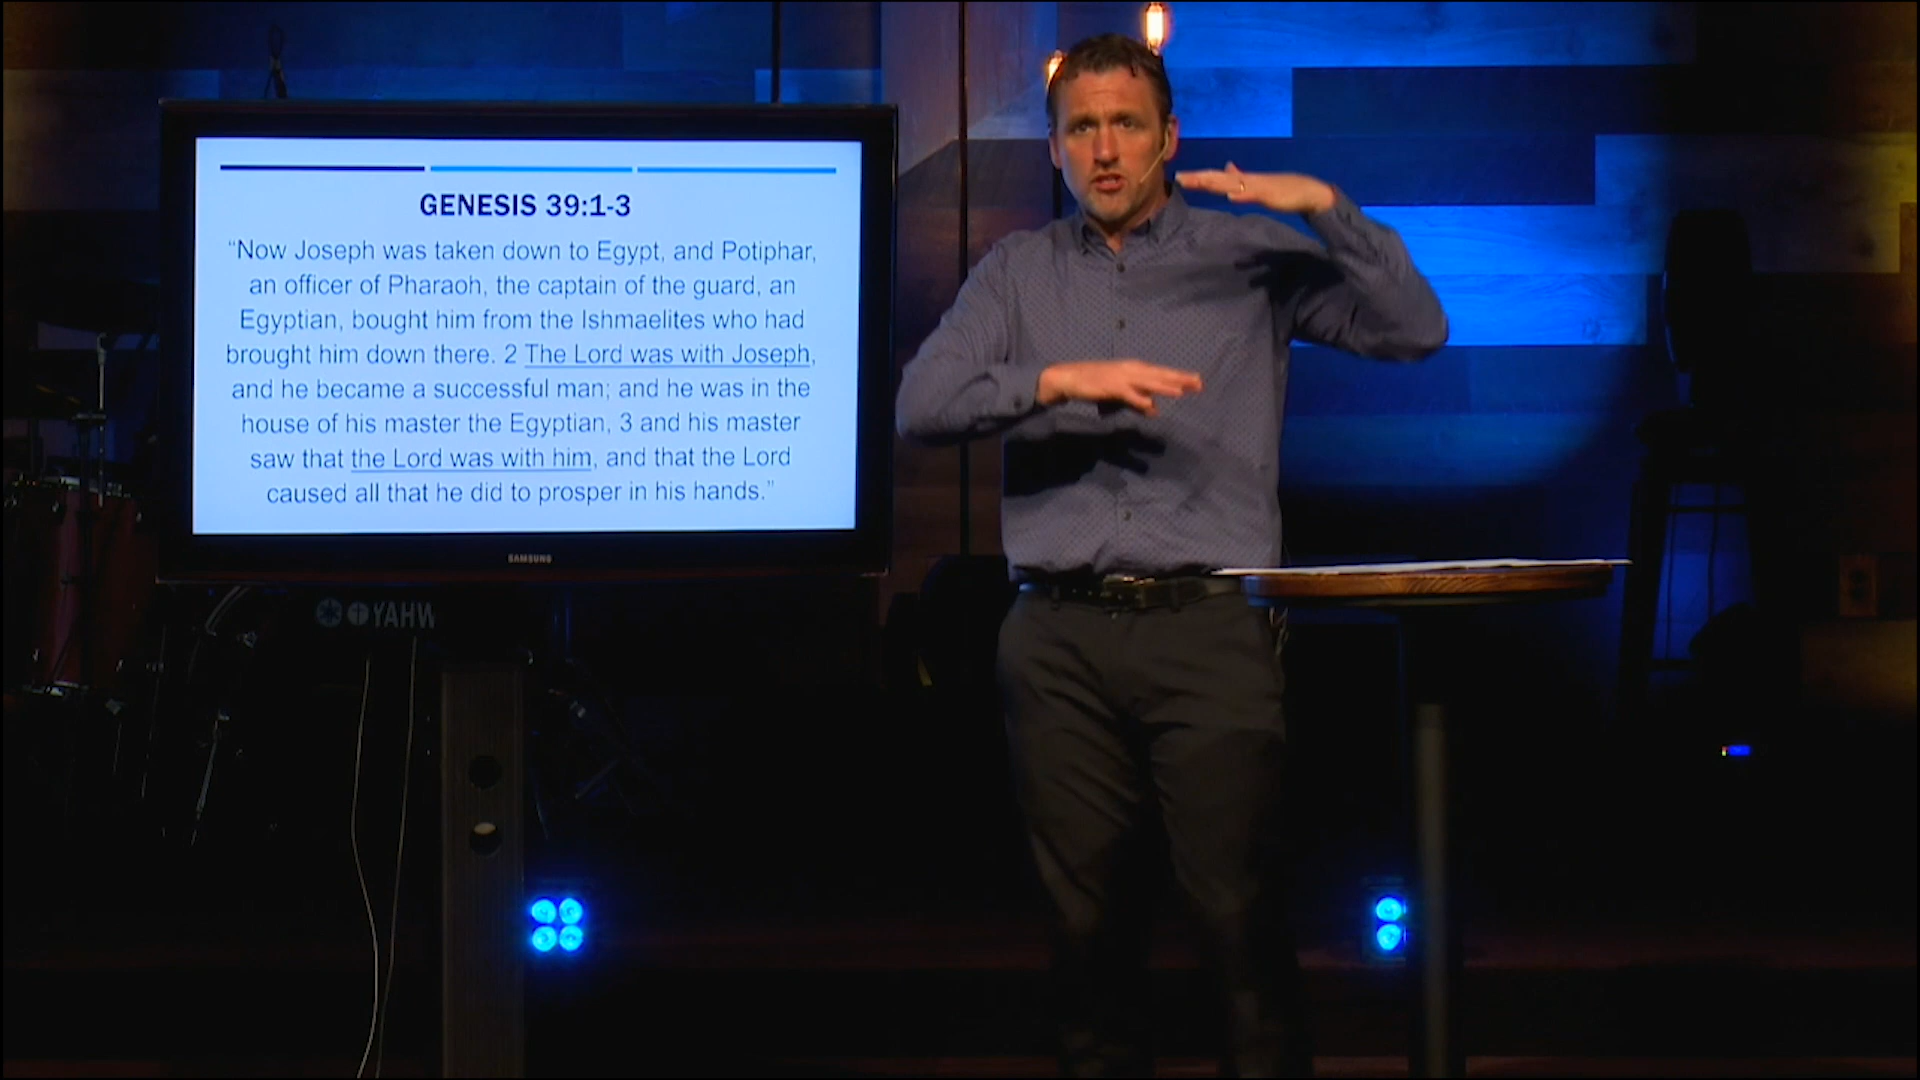 GENESIS 39:1-3
“Now Joseph was taken down to Egypt, and Potiphar,
an officer of Pharaoh, the captain of the guard, an
Egyptian, bought him from the Ishmaelites who had
brought him down there. 2 The Lord was with Joseph,
and he became a successful man; and he was in the
house of his master the Egyptian, 3 and his master
saw that the Lord was with him, and that the Lord
caused all that he did to prosper in his hands.”
SAMSUNG
YAHW